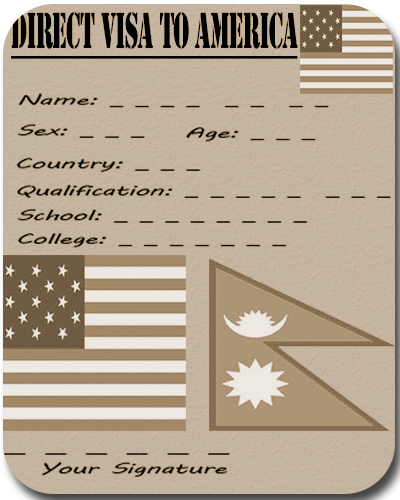 DIRECT VISA TO AMERICA
Name: _ _ _ _ _ _ _ _
Sex: _ _ _ Age: _ _ _
Country: _ _ _
Qualification: _ _ _ _ _ _ _ _
School: _ _ _ _ _ _ _ _
College: _ _ _ _ _ _ _
_ _ _ _ _ _
Your Signature